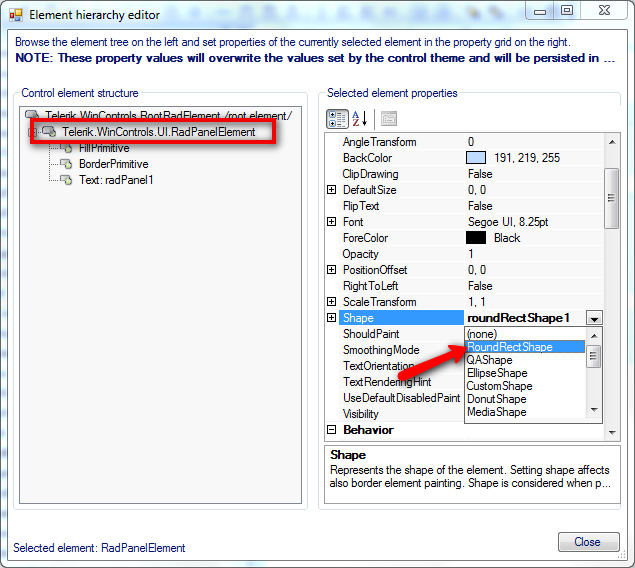 Element hierarchy editor
Browse the element tree on the left and set properties of the currently selected element in the property grid on the right.
NOTE: These property values will overwrite the values set by the control theme and will be persisted in ...
Control element structure
Telerik.WinControls.RootRadElement /root element/
Telerik.WinControls.UI.RadPanelElement
FillPrimitive
BorderPrimitive
Text: radPanel1
Selected element properties
AngleTransform 0
BackColor 191, 219, 255
ClipDrawing False
DefaultSize 0, 0
FlipText False
Font Segoe UI, 8.25pt
ForeColor Black
Opacity 1
PositionOffset 0, 0
RightToLeft False
ScaleTransform 1, 1
Shape roundRectShape1
ShouldPaint (none)
SmoothingMode RoundRectShape
QAShape
TextOrientation EllipseShape
TextRenderingHint CustomShape
UseDefaultDisabledPaint DonutShape
Visibility MediaShape
Behavior
Shape
Represents the shape of the element. Setting shape affects
also border element painting. Shape is considered when p...
Close
Selected element: RadPanelElement